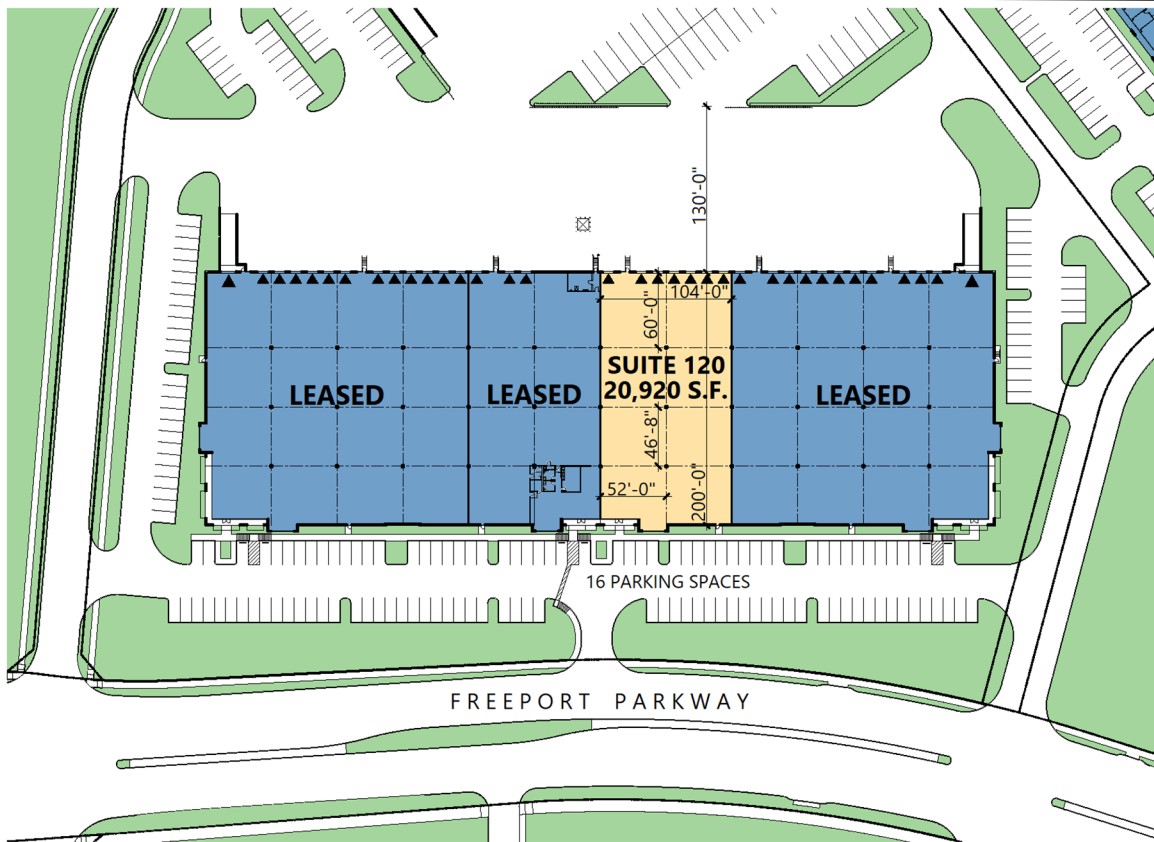 130'-0"
104'-0"
60'-0"
SUITE 120
20,920 S.F.
LEASED
LEASED
LEASED
46'-8"
52'-0"
200'-0"
16 PARKING SPACES
FREEPORT PARKWAY